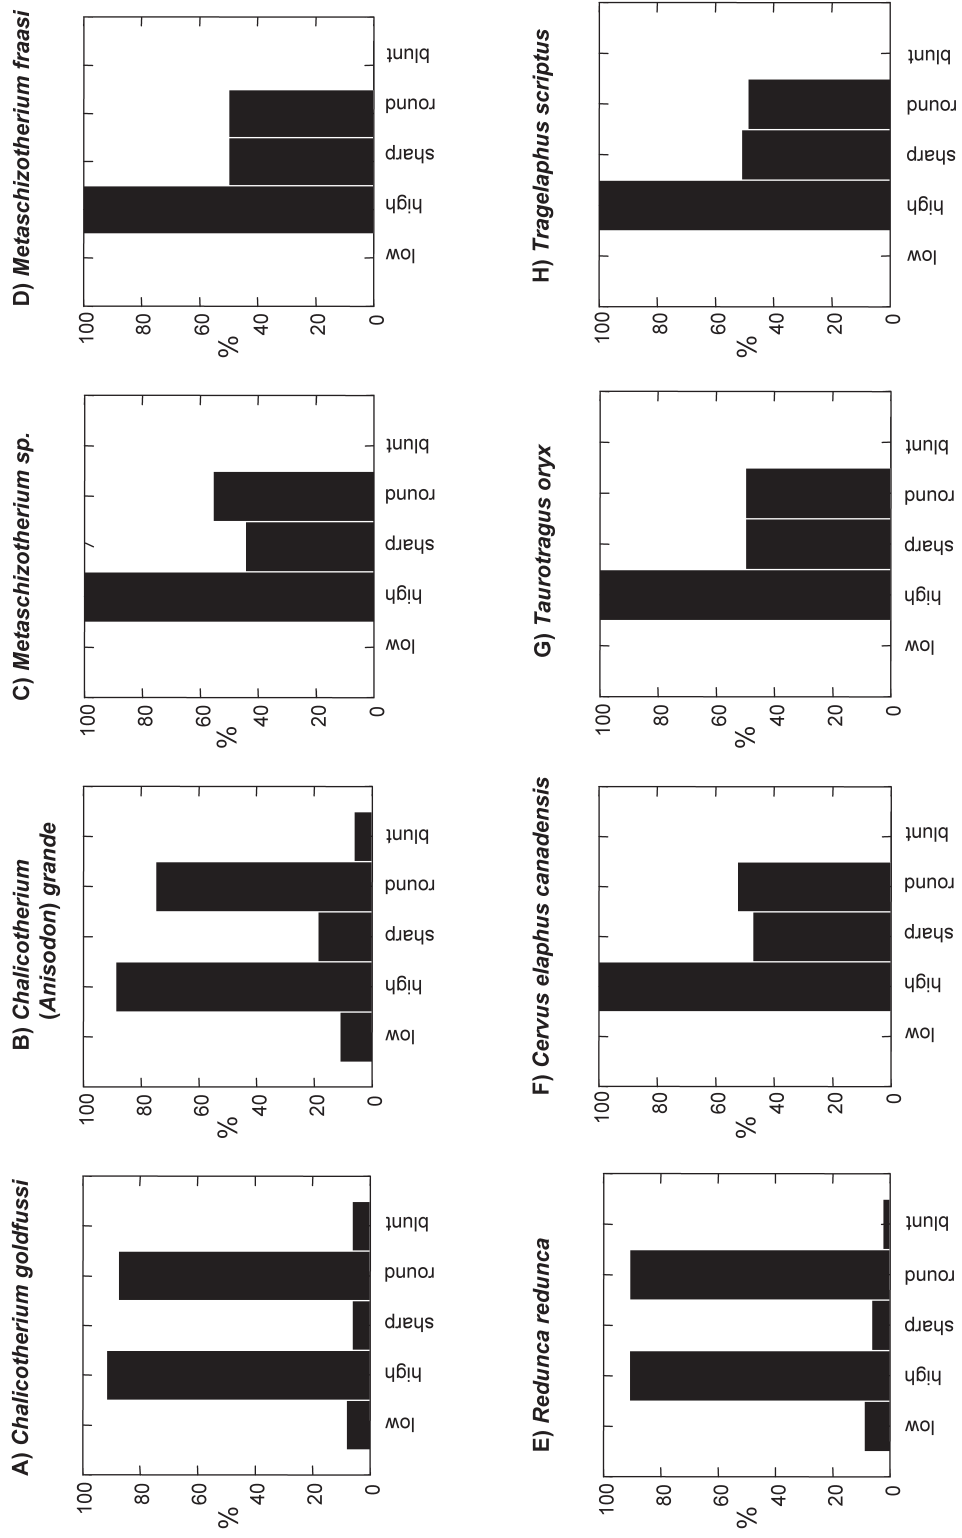 A) Chalicotherium goldfussi
100
80
60
40
20
0
%
low
high
sharp
round
blunt
B) Chalicotherium
(Anisodon) grande
100
80
60
40
20
0
%
low
high
sharp
round
blunt
C) Metaschizotherium sp.
100
80
60
40
20
0
%
low
high
sharp
round
blunt
D) Metaschizotherium fraasi
100
80
60
40
20
0
%
low
high
sharp
round
blunt
E) Redunca redunca
100
80
60
40
20
0
%
low
high
sharp
round
blunt
F) Cervus elaphus canadensis
100
80
60
40
20
0
%
low
high
sharp
round
blunt
G) Taurotragus oryx
100
80
60
40
20
0
%
low
high
sharp
round
blunt
H) Tragelaphus scriptus
100
80
60
40
20
0
%
low
high
sharp
round
blunt